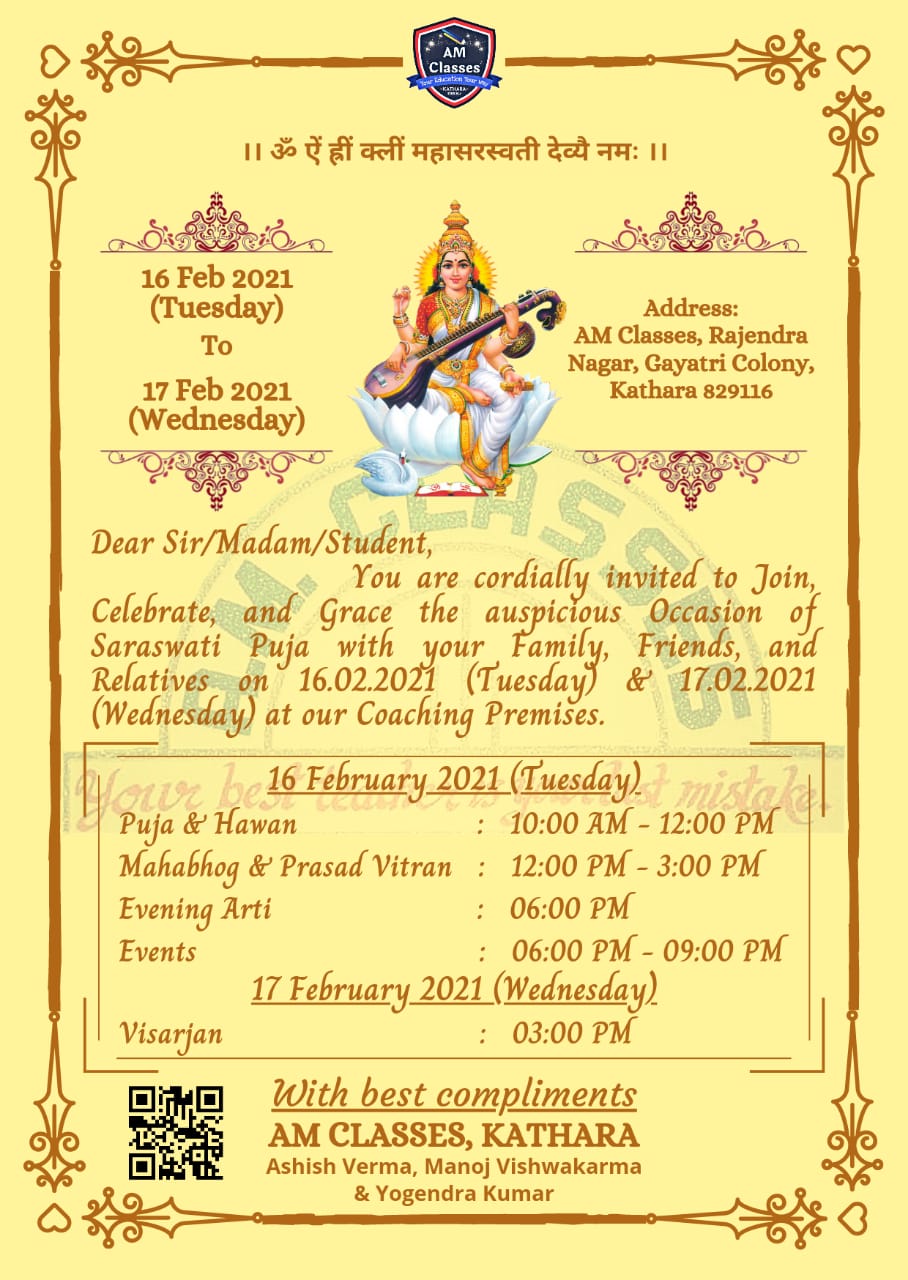 AM
Classes
Your Education Your Way
KATHARA
।। ॐ ऐं ह्रीं क्लीं महासरस्वती देव्यै नमः ।।
16 Feb 2021
(Tuesday)
To
17 Feb 2021
(Wednesday)
Address:
AM Classes, Rajendra
Nagar, Gayatri Colony,
Kathara 829116
A.M. CLASSES
Dear Sir/Madam/Student,
You are cordially invited to Join,
Celebrate, and Grace the auspicious Occasion of
Saraswati Puja with your Family, Friends, and
Relatives on 16.02.2021 (Tuesday) & 17.02.2021
(Wednesday) at our Coaching Premises.
Your best teacher is your last mistake.
16 February 2021 (Tuesday)
Puja & Hawan : 10:00 AM - 12:00 PM
Mahabhog & Prasad Vitran : 12:00 PM - 3:00 PM
Evening Arti : 06:00 PM
Events : 06:00 PM - 09:00 PM
17 February 2021 (Wednesday)
Visarjan : 03:00 PM
With best compliments
AM CLASSES, KATHARA
Ashish Verma, Manoj Vishwakarma
& Yogendra Kumar